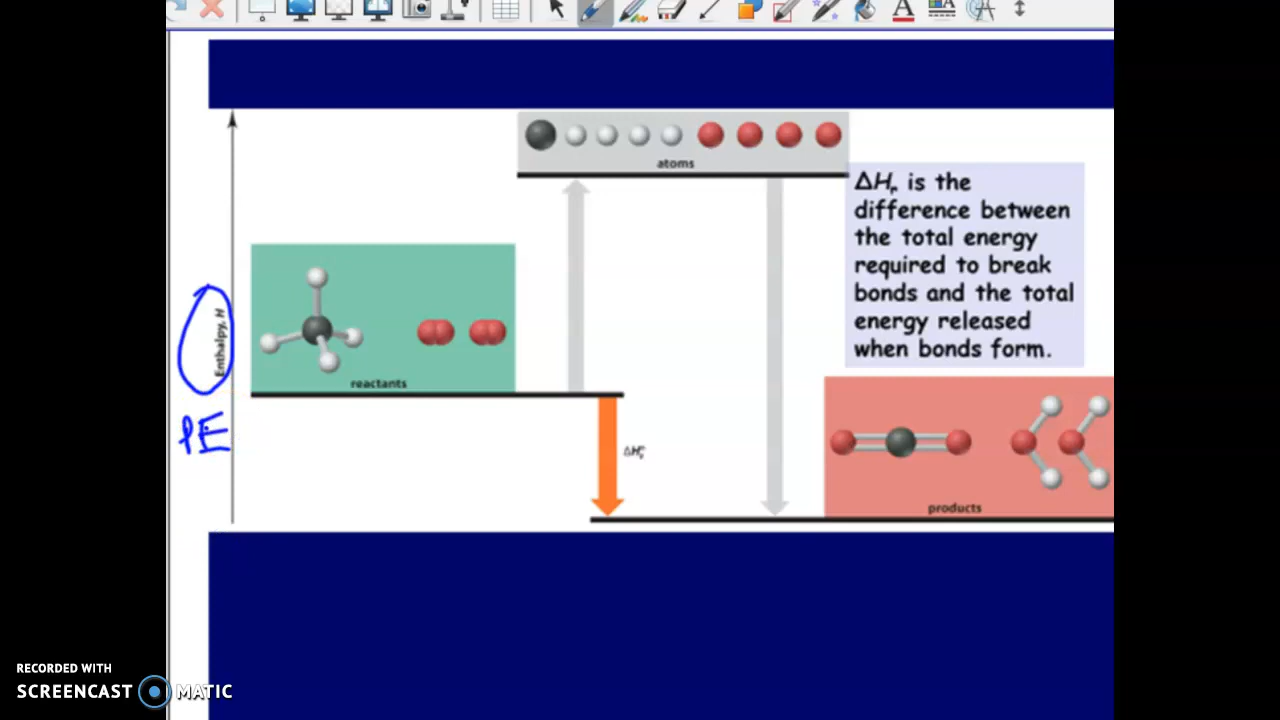 atoms
ΔHr is the
difference between
the total energy
required to break
bonds and the total
energy released
when bonds form.
Enthalpy, H
reactants
PE
ΔH°r
products
RECORDED WITH
SCREENCAST MATIC